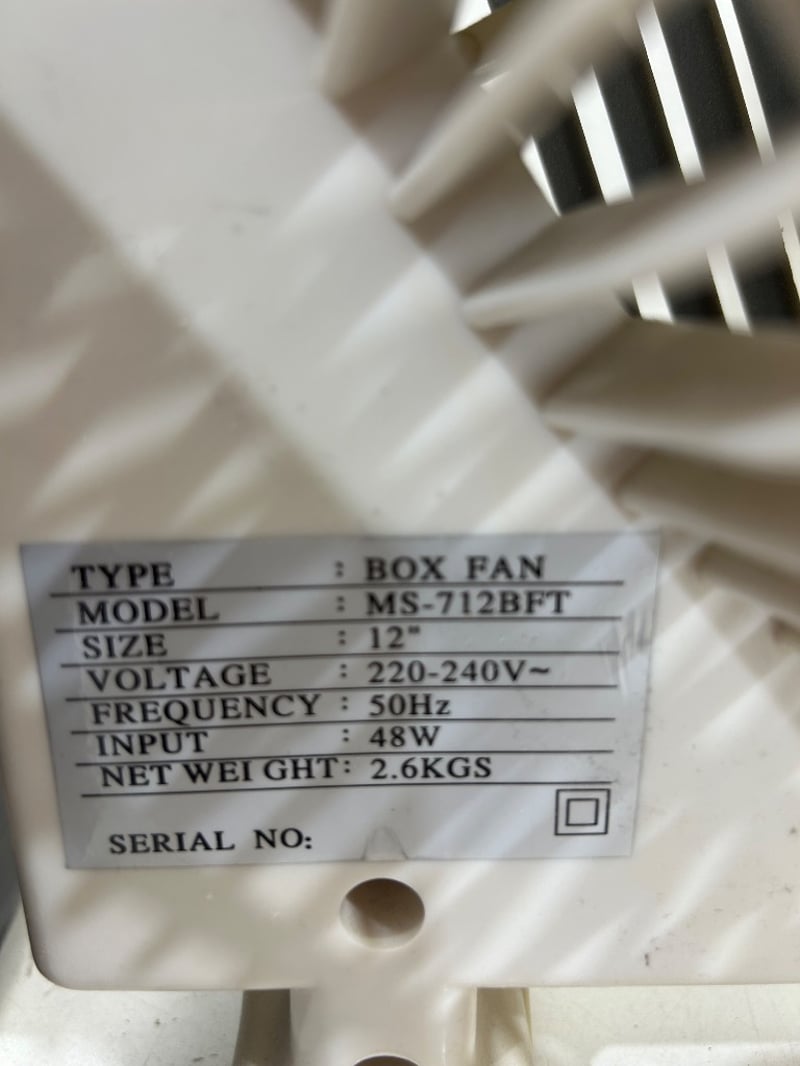 TYPE : BOX FAN
MODEL : MS-712BFT
SIZE : 12"
VOLTAGE : 220-240V~
FREQUENCY : 50Hz
INPUT : 48W
NET WEI GHT: 2.6KGS
SERIAL NO: